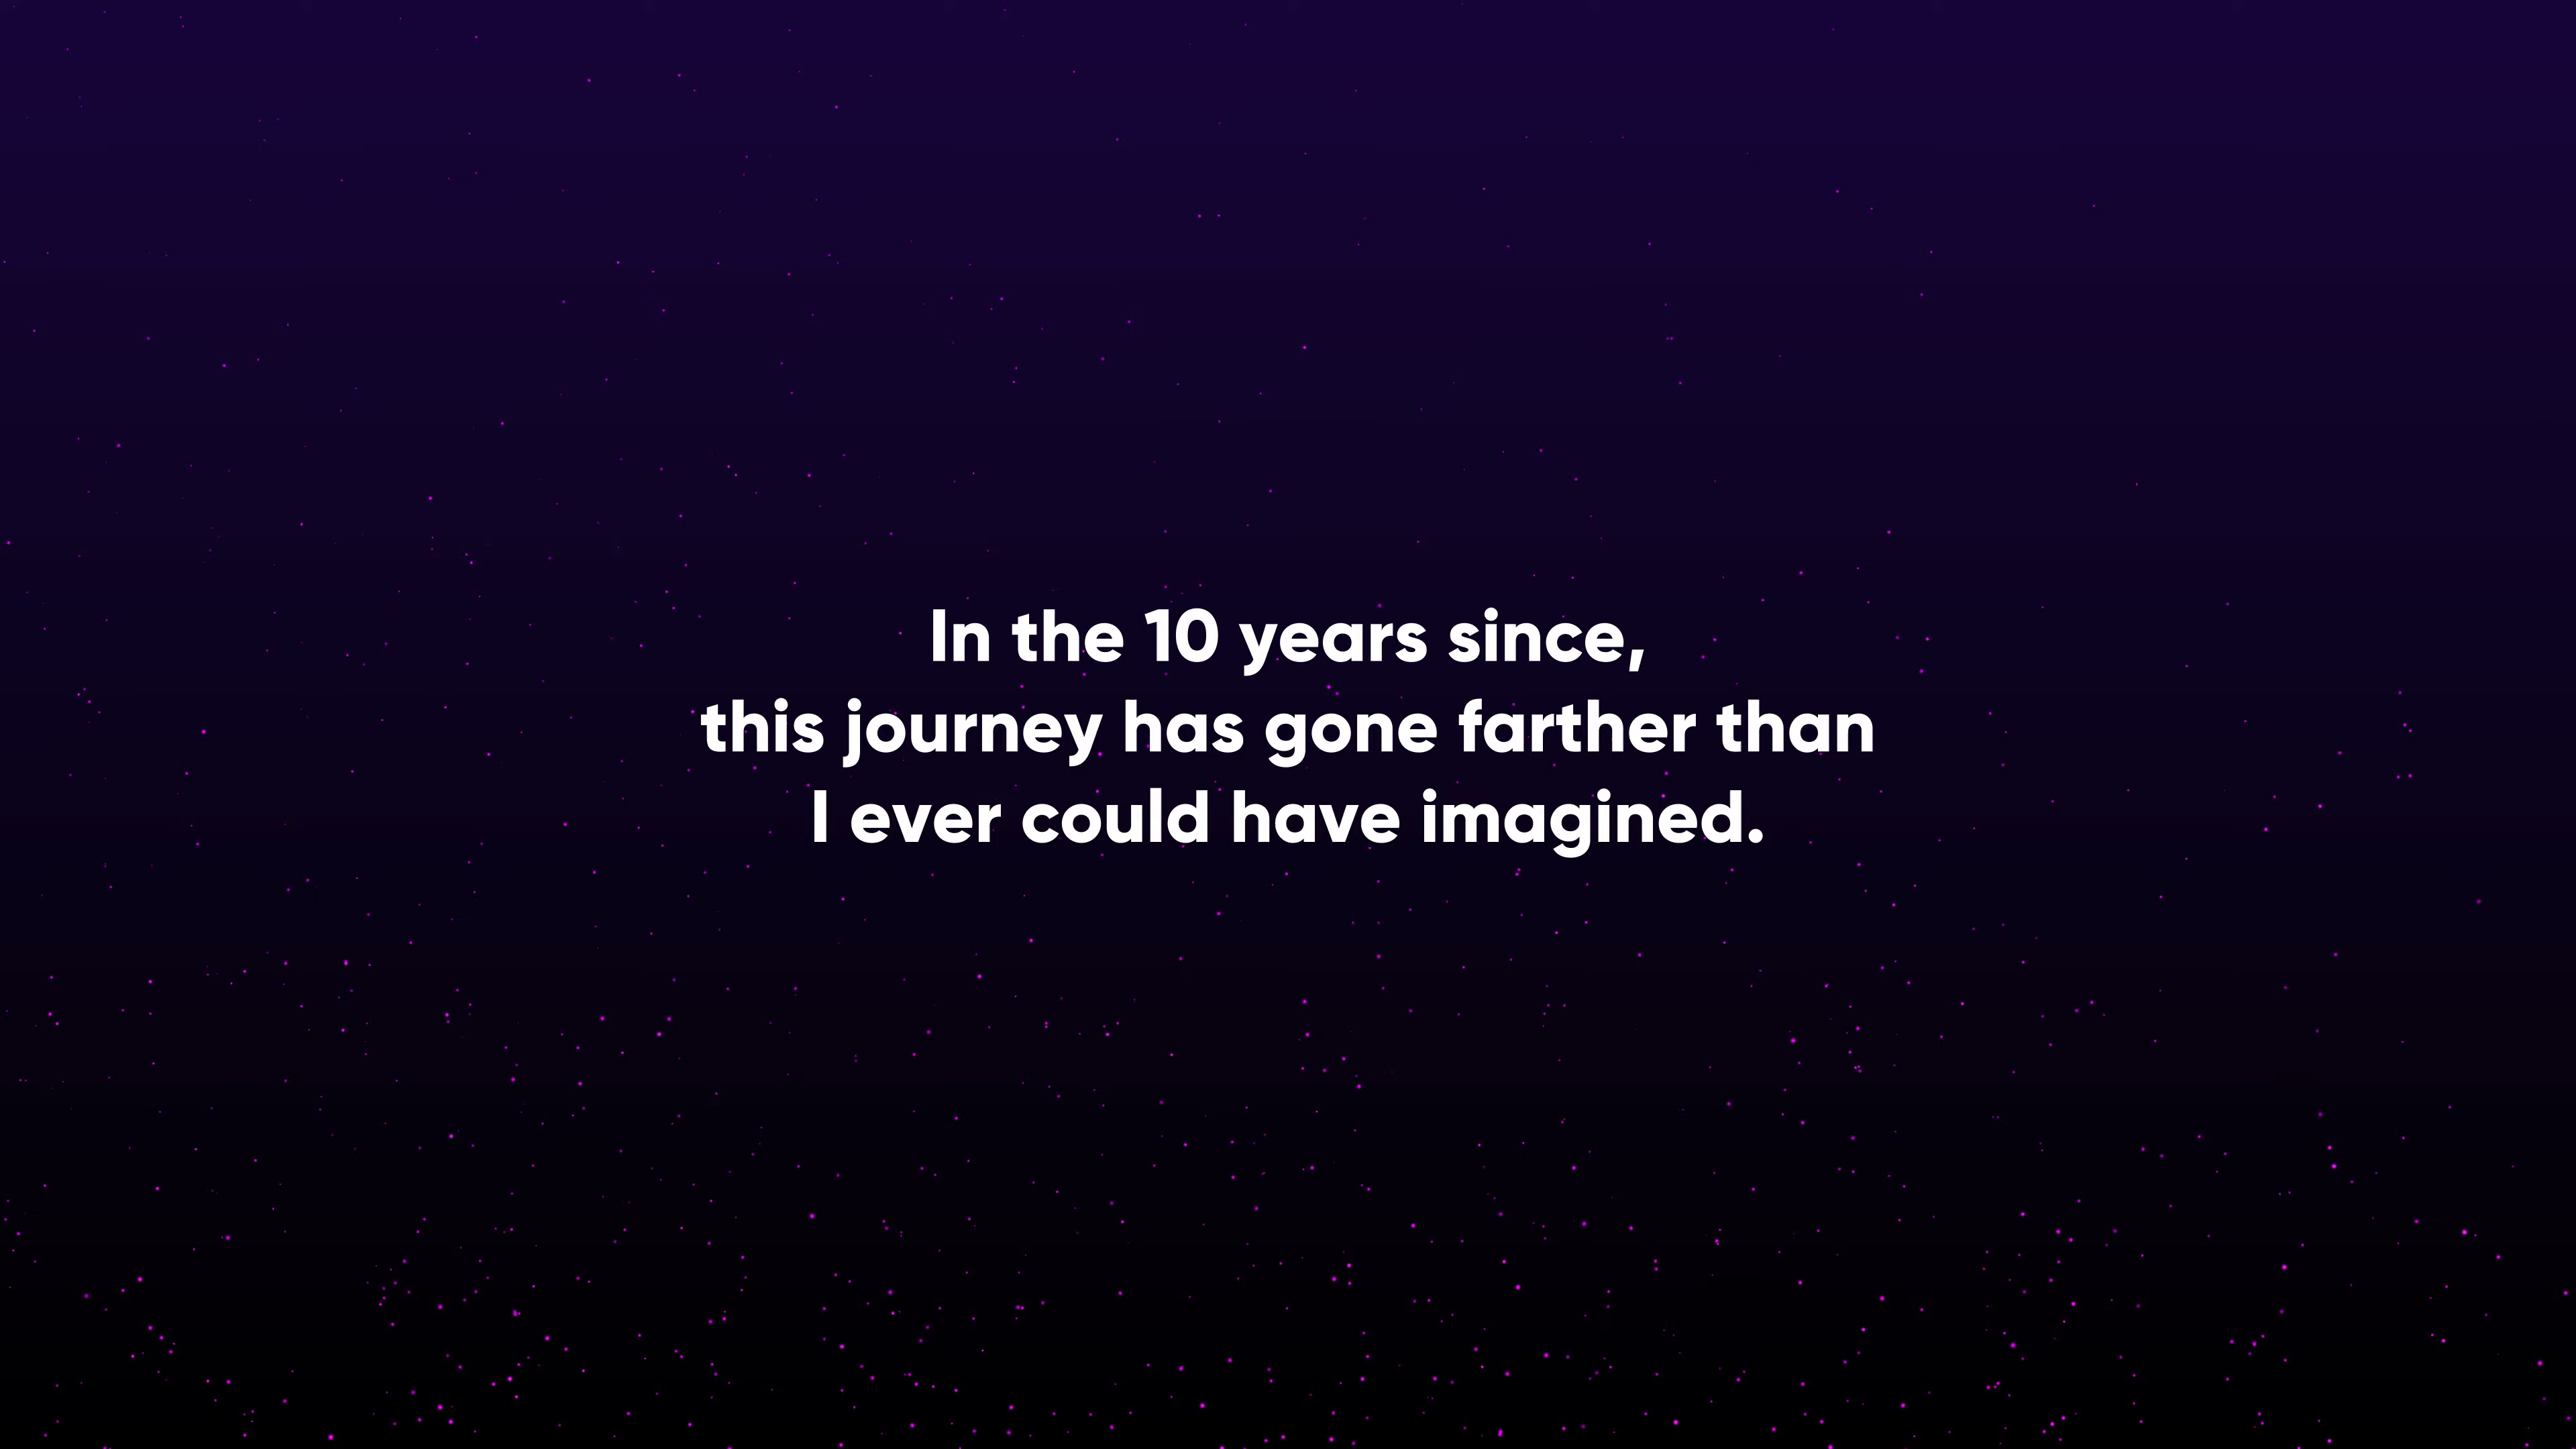 In the 10 years since,
this journey has gone farther than
I ever could have imagined.